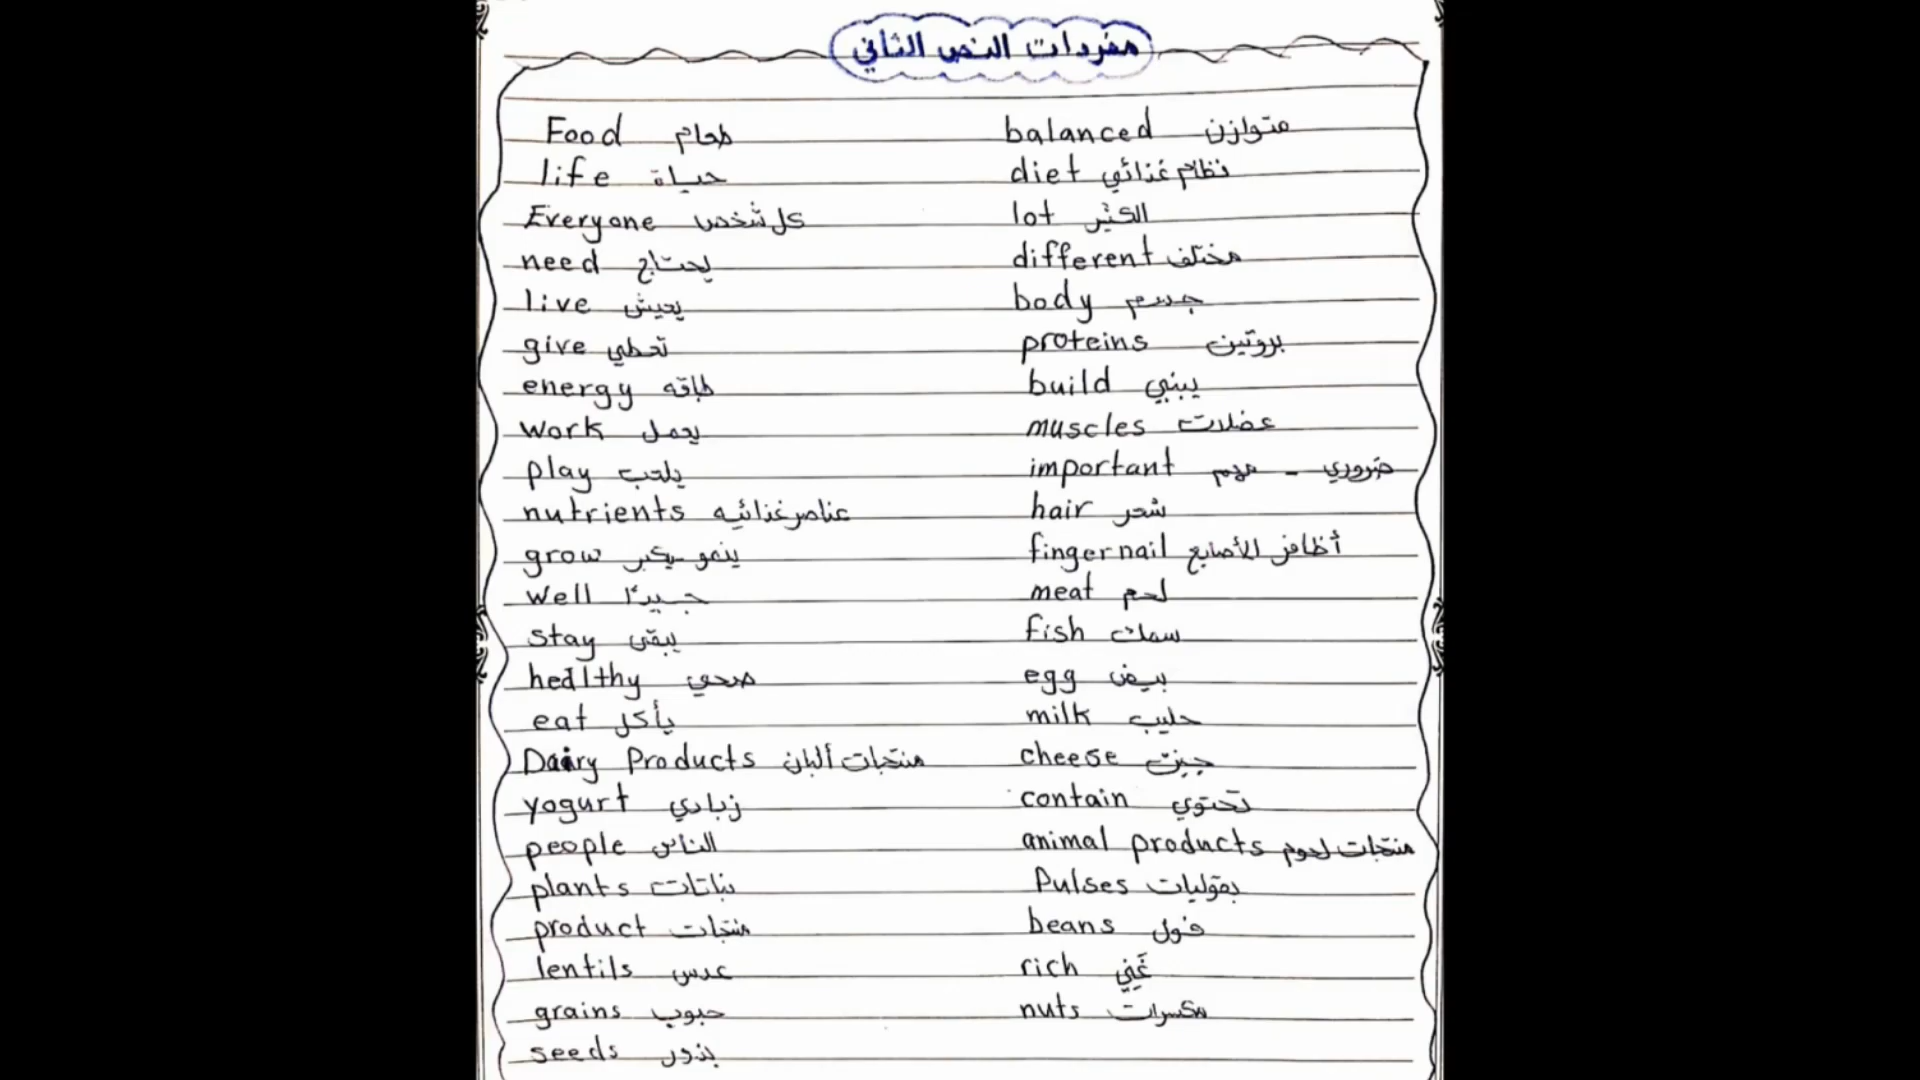 مفردات النص الثاني
Food طعام
life حياة
Everyone كل شخص
need يحتاج
live يعيش
give تعطي
energy طاقه
work يعمل
play يلعب
nutrients عناصر غذائيه
grow ينمو - يكبر
well جيدًا
stay يبقى
healthy صحي
eat يأكل
Dairy Products منتجات ألبان
yogurt زبادي
people الناس
plants نباتات
product منتجات
lentils عدس
grains حبوب
seeds بذور
balanced متوازن
diet نظام غذائي
lot الكثير
different مختلف
body جسم
proteins بروتين
build يبني
muscles عضلات
important مهم - ضروري
hair شعر
fingernail أظافر الأصابع
meat لحم
fish سمك
egg بيض
milk حليب
cheese جبن
contain تحتوي
animal products منتجات لحوم
Pulses بقوليات
beans فول
rich غَنِي
nuts مكسرات